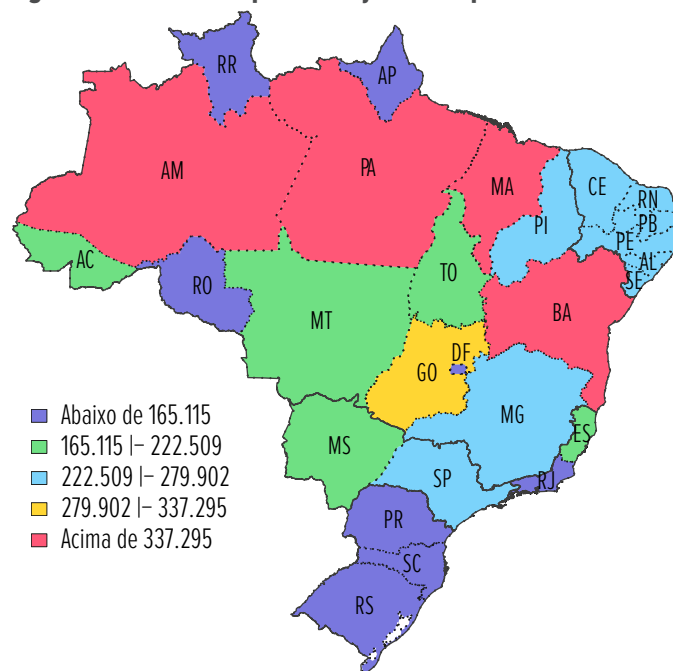 RR
AP
AM
PA
MA
CE
RN
PB
PI
PE
AL
SE
AC
RO
TO
MT
BA
DF
GO
MG
ES
MS
SP
RJ
PR
SC
RS
Abaixo de 165.115
165.115 |– 222.509
222.509 |– 279.902
279.902 |– 337.295
Acima de 337.295